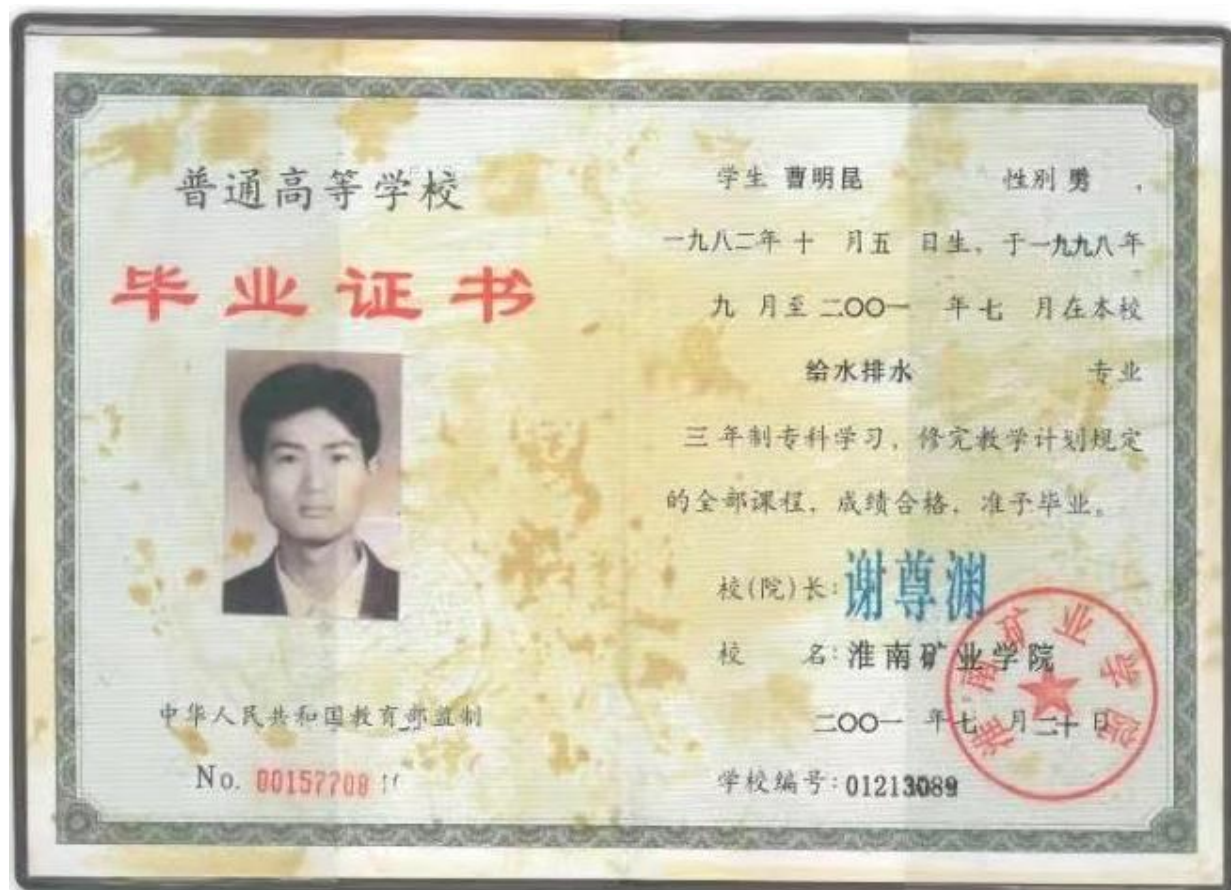 普通高等学校
毕业证书
中华人民共和国教育部监制
No. 00157708
学生 曹明昆 性别 男 ，
一九八二年 十 月五 日生，于一九九八年
九 月至 二〇〇一 年 七 月在本校
给水排水 专业
三 年制专科学习，修完教学计划规定
的全部课程，成绩合格，准予毕业。
校(院)长：谢尊渊
校 名：淮南矿业学院
二〇〇一 年七 月二十日
学校编号：01213089
淮南矿业学院